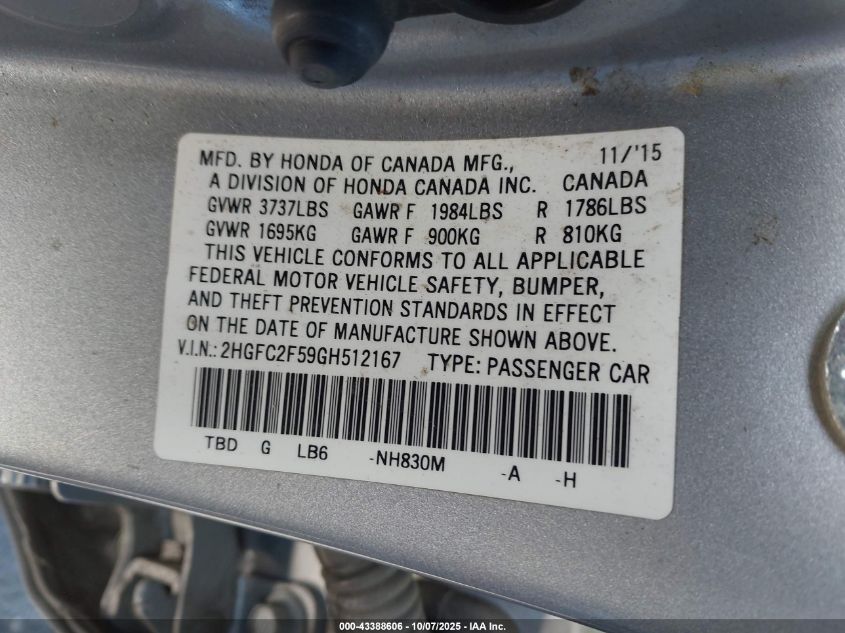 MFD. BY HONDA OF CANADA MFG., 11/'15
A DIVISION OF HONDA CANADA INC. CANADA
GVWR 3737LBS GAWR F 1984LBS R 1786LBS
GVWR 1695KG GAWR F 900KG R 810KG
THIS VEHICLE CONFORMS TO ALL APPLICABLE
FEDERAL MOTOR VEHICLE SAFETY, BUMPER,
AND THEFT PREVENTION STANDARDS IN EFFECT
ON THE DATE OF MANUFACTURE SHOWN ABOVE.
V.I.N.: 2HGFC2F59GH512167 TYPE: PASSENGER CAR
TBD G LB6 -NH830M -A -H
000-43388606 - 10/07/2025 - IAA Inc.